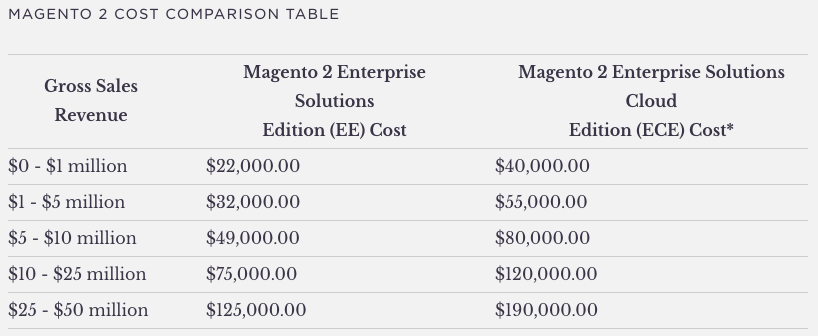 MAGENTO 2 COST COMPARISON TABLE
Gross Sales Revenue | Magento 2 Enterprise Solutions Edition (EE) Cost | Magento 2 Enterprise Solutions Cloud Edition (ECE) Cost*
$0 - $1 million | $22,000.00 | $40,000.00
$1 - $5 million | $32,000.00 | $55,000.00
$5 - $10 million | $49,000.00 | $80,000.00
$10 - $25 million | $75,000.00 | $120,000.00
$25 - $50 million | $125,000.00 | $190,000.00